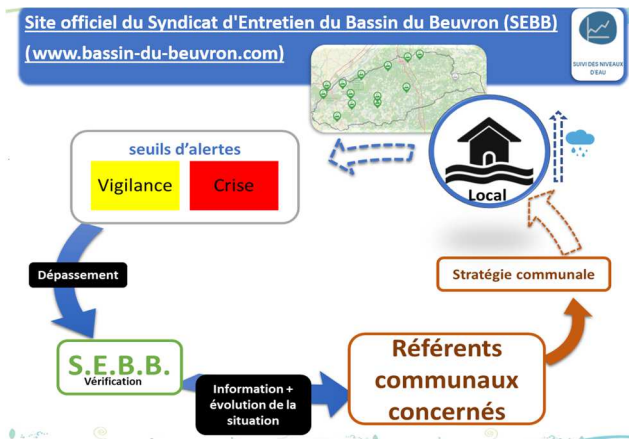 Site officiel du Syndicat d'Entretien du Bassin du Beuvron (SEBB)
(www.bassin-du-beuvron.com)
SUIVI DES NIVEAUX
D'EAU
seuils d'alertes
Vigilance
Crise
Local
Dépassement
Stratégie communale
S.E.B.B.
Vérification
Information +
évolution de la
situation
Référents
communaux
concernés